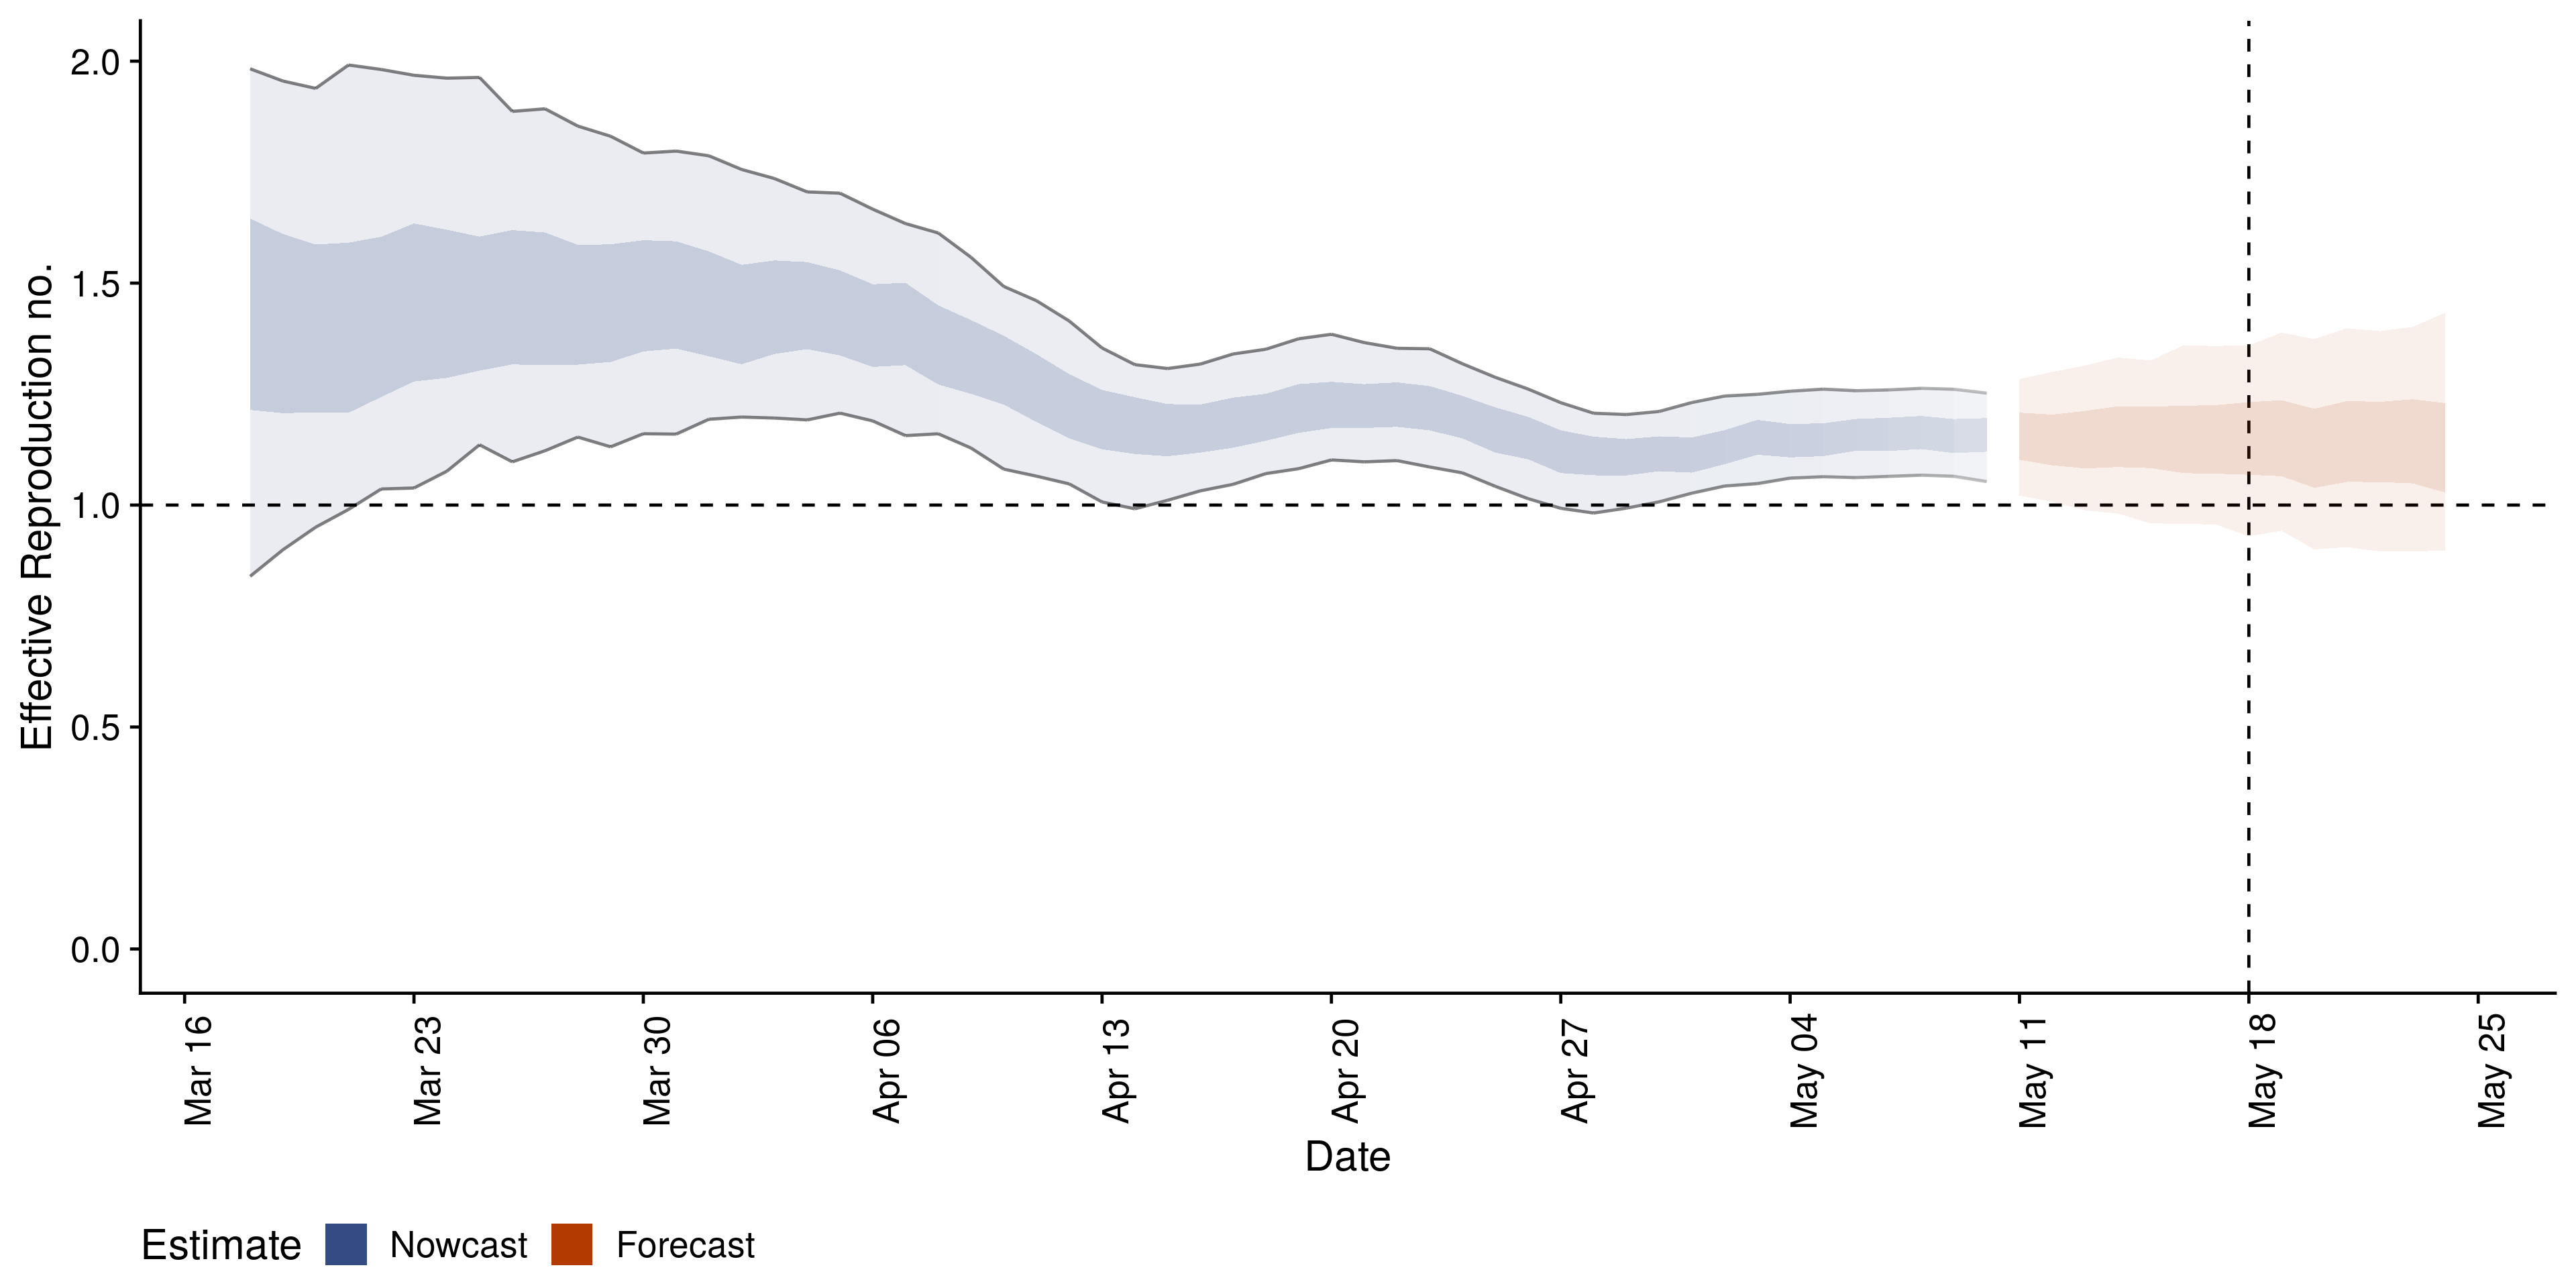 Effective Reproduction no.
2.0
1.5
1.0
0.5
0.0
Mar 16
Mar 23
Mar 30
Apr 06
Apr 13
Apr 20
Apr 27
May 04
May 11
May 18
May 25
Date
Estimate Nowcast Forecast